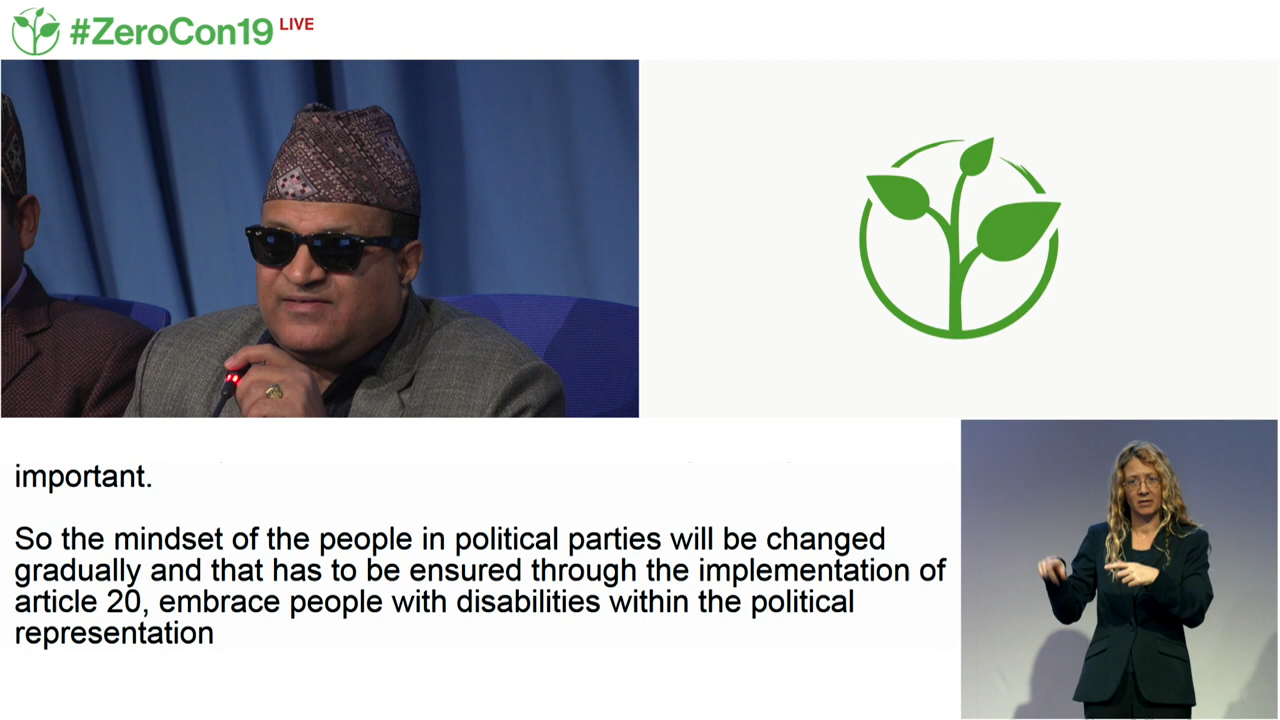 #ZeroCon19 LIVE
important.
So the mindset of the people in political parties will be changed
gradually and that has to be ensured through the implementation of
article 20, embrace people with disabilities within the political
representation